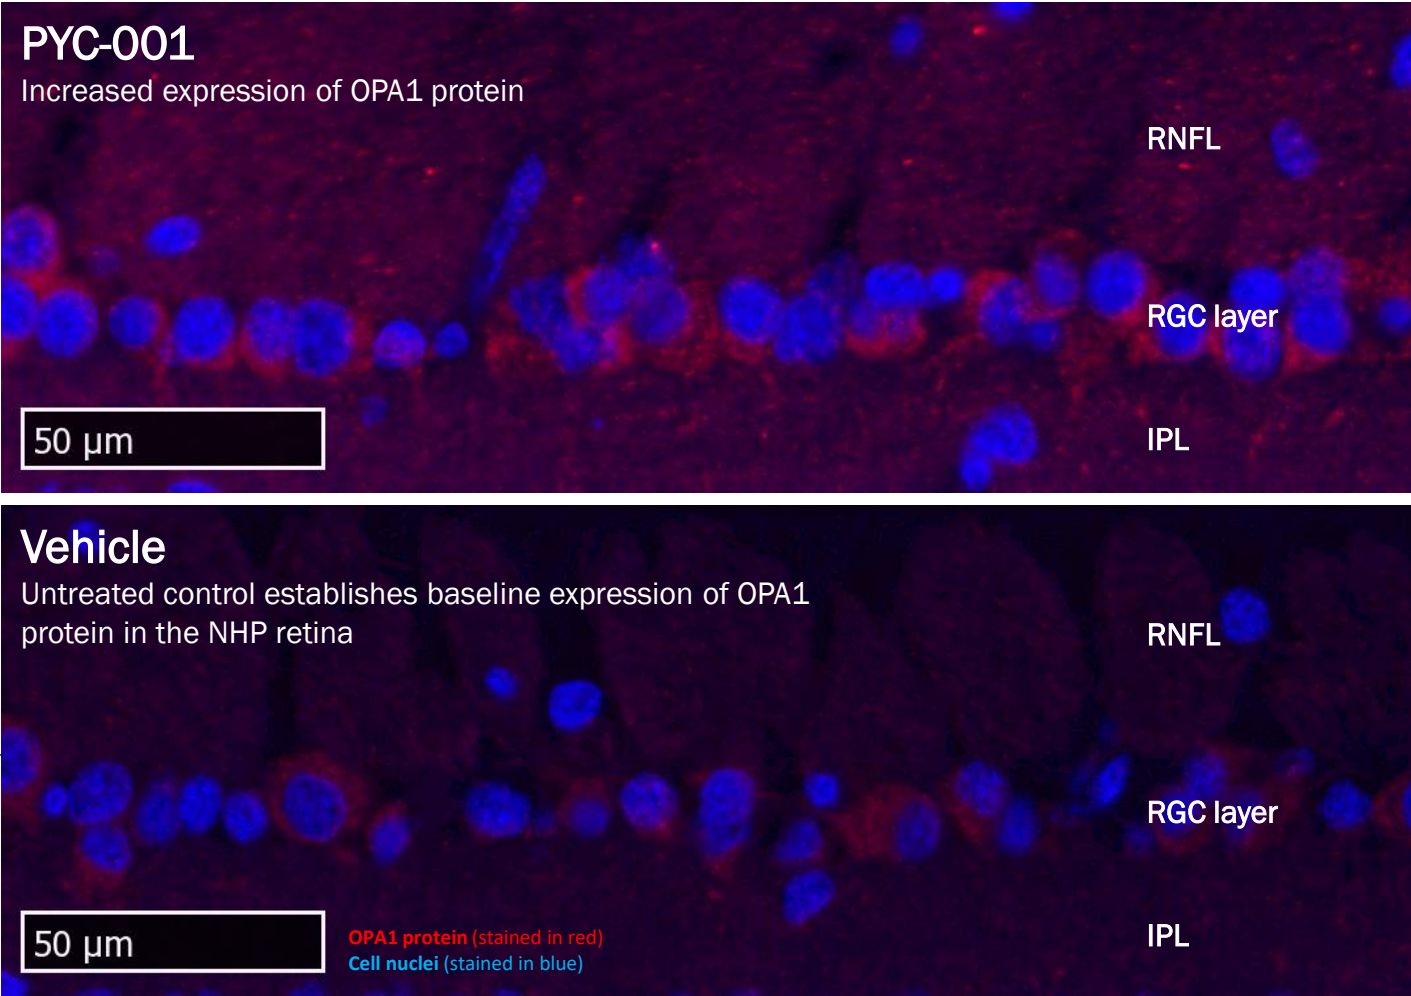 PYC-001
Increased expression of OPA1 protein
RNFL
RGC layer
IPL
50 µm
Vehicle
Untreated control establishes baseline expression of OPA1
protein in the NHP retina
RNFL
RGC layer
IPL
50 µm
OPA1 protein (stained in red)
Cell nuclei (stained in blue)